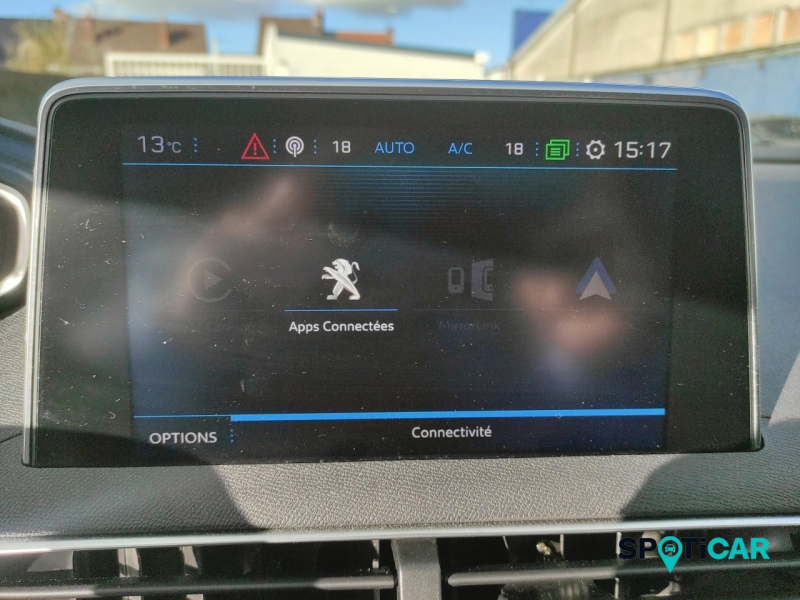 13°C 18 AUTO A/C 18 15:17
Apps Connectées MirrorLink
OPTIONS Connectivité
SPOTiCAR